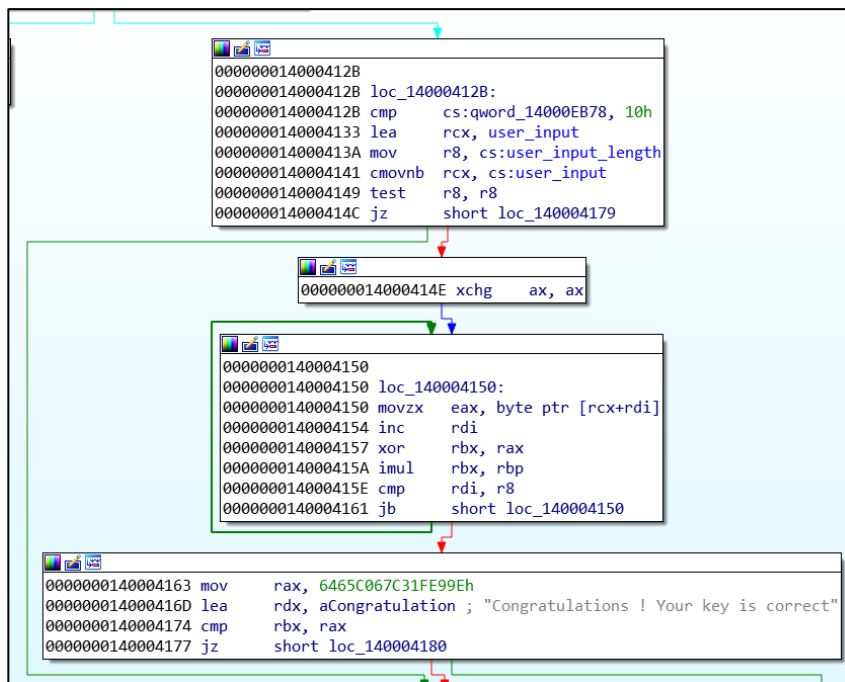 000000014000412B
000000014000412B loc_14000412B:
000000014000412B cmp cs:qword_14000EB78, 10h
0000000140004133 lea rcx, user_input
000000014000413A mov r8, cs:user_input_length
0000000140004141 cmovnb rcx, cs:user_input
0000000140004149 test r8, r8
000000014000414C jz short loc_140004179
000000014000414E xchg ax, ax
0000000140004150
0000000140004150 loc_140004150:
0000000140004150 movzx eax, byte ptr [rcx+rdi]
0000000140004154 inc rdi
0000000140004157 xor rbx, rax
000000014000415A imul rbx, rbp
000000014000415E cmp rdi, r8
0000000140004161 jb short loc_140004150
0000000140004163 mov rax, 6465C067C31FE99Eh
000000014000416D lea rdx, aCongratulation ; "Congratulations ! Your key is correct"
0000000140004174 cmp rbx, rax
0000000140004177 jz short loc_140004180